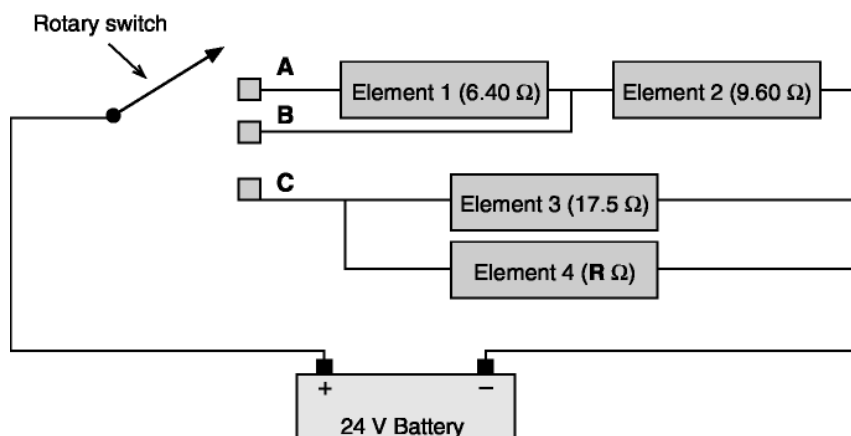 Rotary switch
A
Element 1 (6.40 Ω)
Element 2 (9.60 Ω)
B
C
Element 3 (17.5 Ω)
Element 4 (R Ω)
+
−
24 V Battery